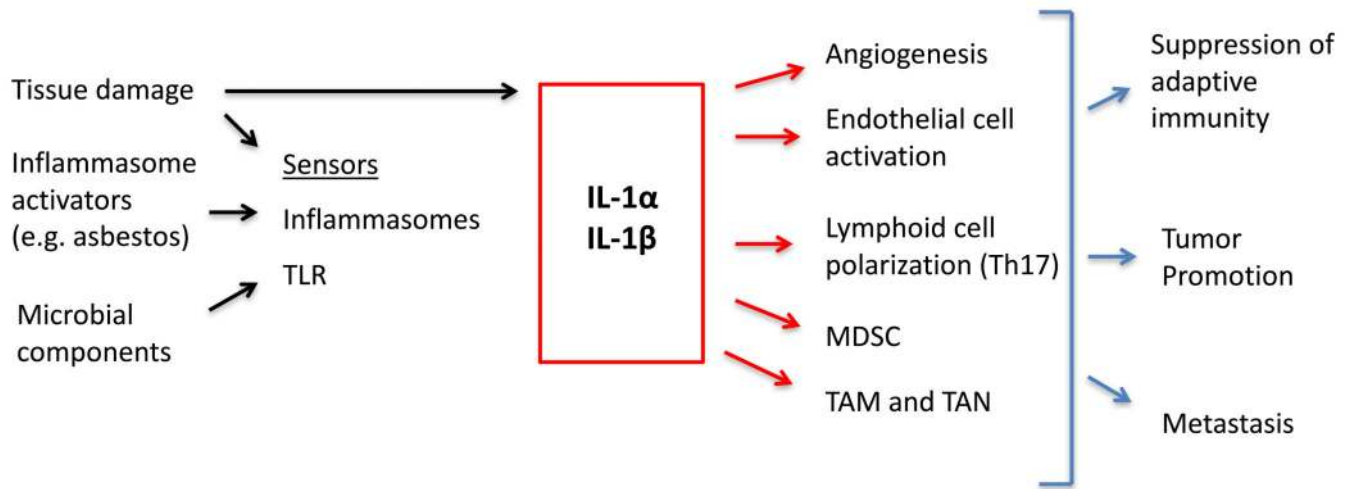 Tissue damage
Inflammasome
activators
(e.g. asbestos)
Microbial
components
Sensors
Inflammasomes
TLR
IL-1α
IL-1β
Angiogenesis
Endothelial cell
activation
Lymphoid cell
polarization (Th17)
MDSC
TAM and TAN
Suppression of
adaptive
immunity
Tumor
Promotion
Metastasis